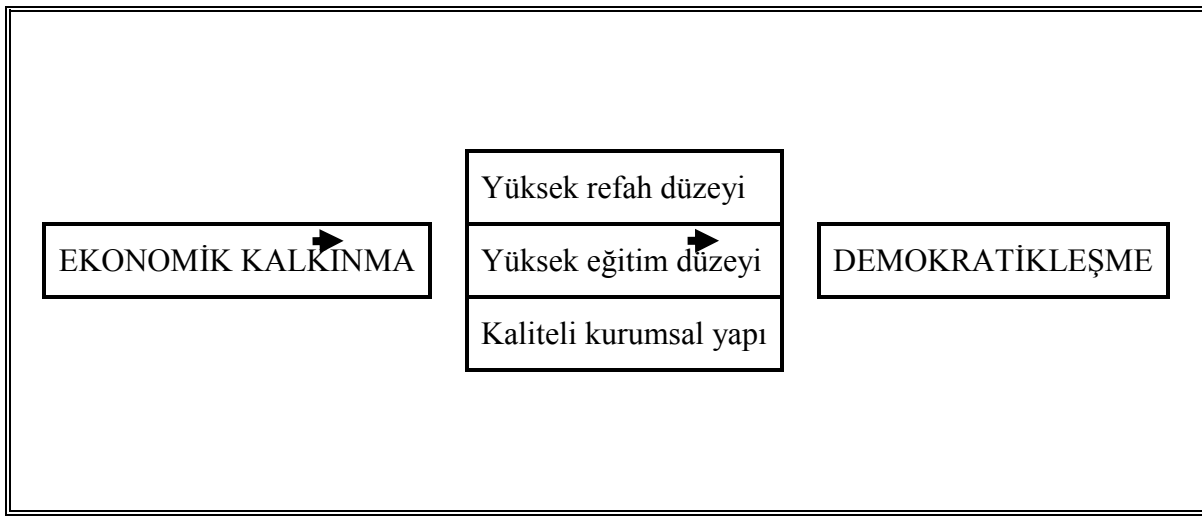 EKONOMİK KALKINMA
Yüksek refah düzeyi
Yüksek eğitim düzeyi
Kaliteli kurumsal yapı
DEMOKRATİKLEŞME